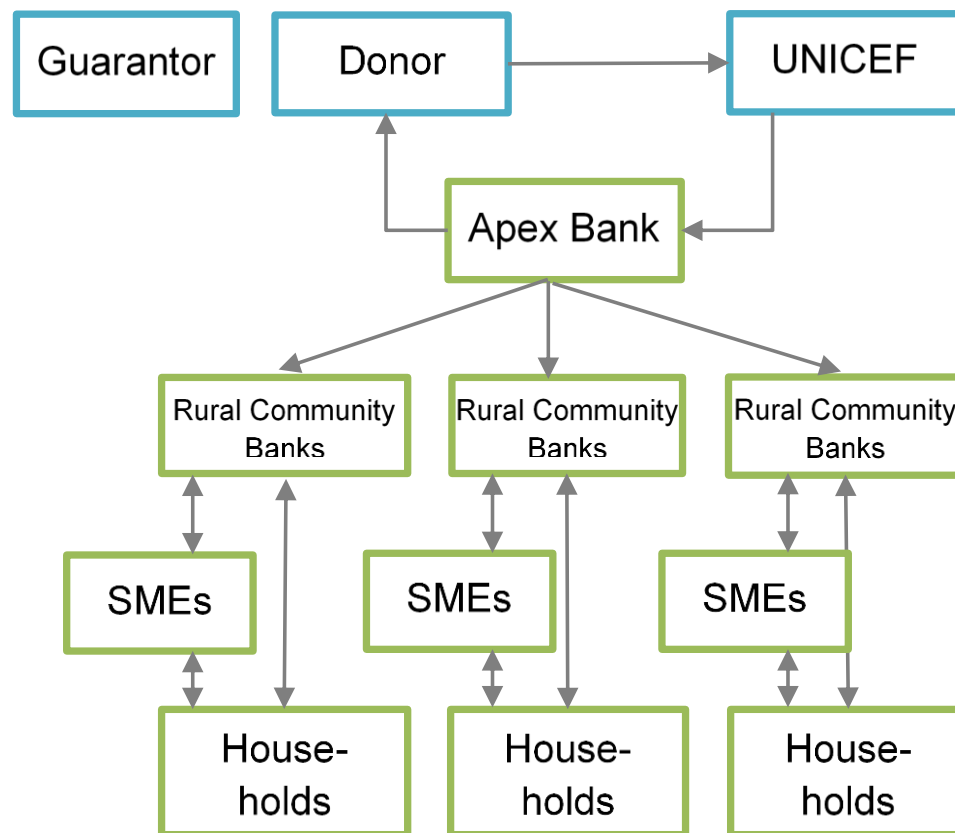 Guarantor
Donor
UNICEF
Apex Bank
Rural Community
Banks
Rural Community
Banks
Rural Community
Banks
SMEs
SMEs
SMEs
House-
holds
House-
holds
House-
holds